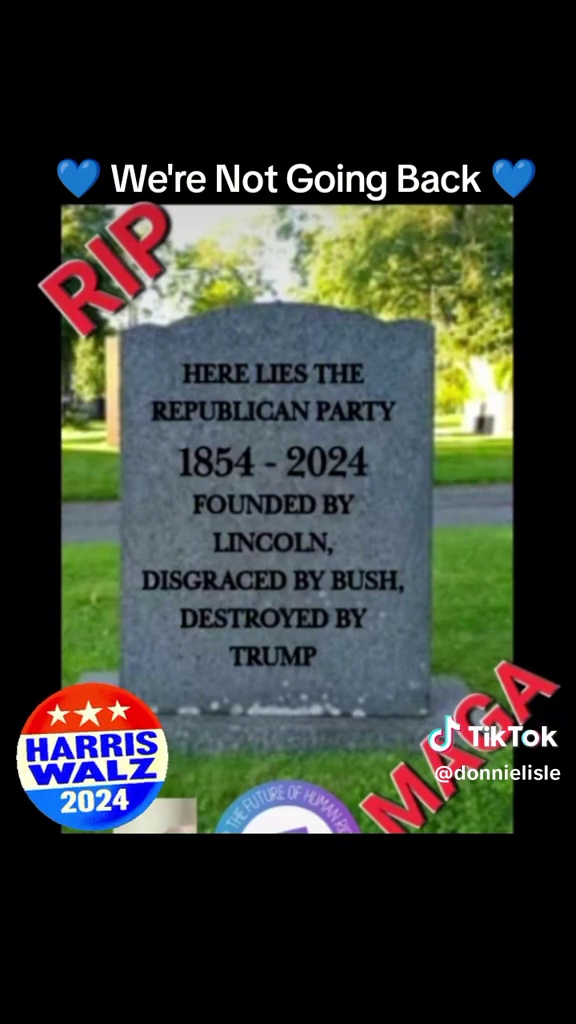 💙 We're Not Going Back 💙
RIP
HERE LIES THE
REPUBLICAN PARTY
1854 - 2024
FOUNDED BY
LINCOLN,
DISGRACED BY BUSH,
DESTROYED BY
TRUMP
HARRIS
WALZ
2024
THE FUTURE OF HUMAN
MAGA
TikTok
@donnielisle